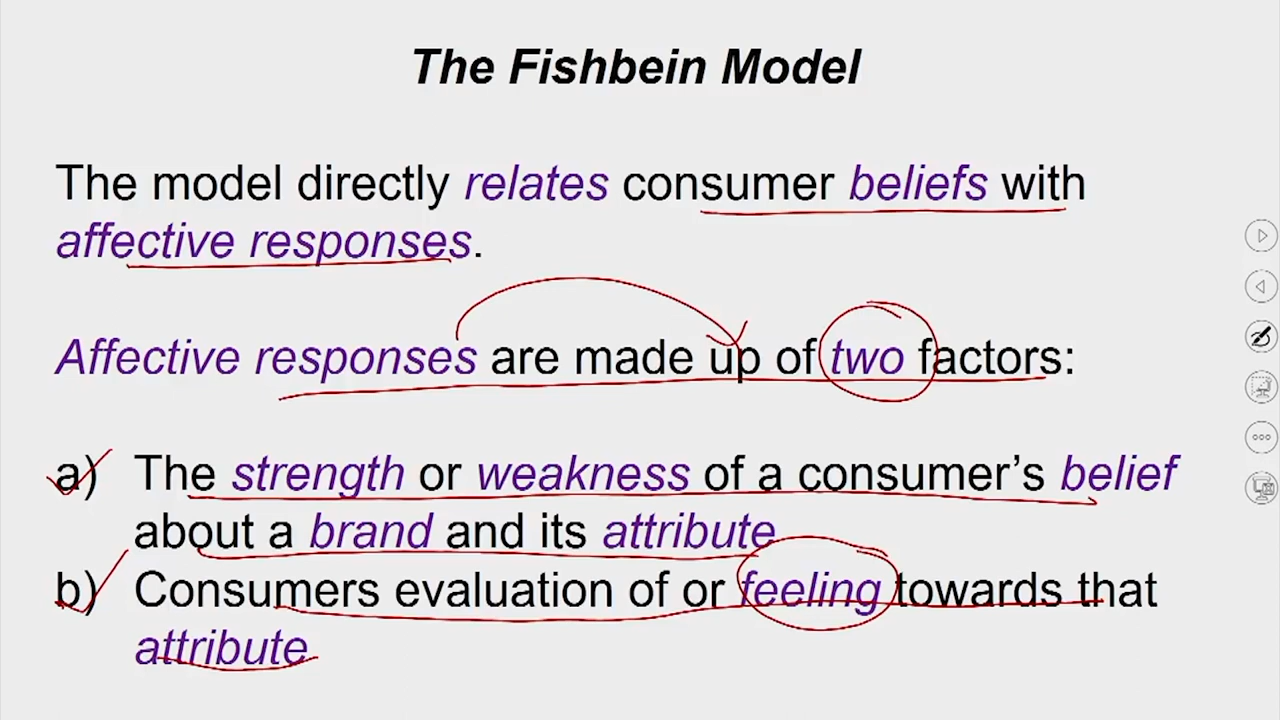 The Fishbein Model
The model directly relates consumer beliefs with
affective responses.
Affective responses are made up of two factors:
a) The strength or weakness of a consumer’s belief
about a brand and its attribute
b) Consumers evaluation of or feeling towards that
attribute